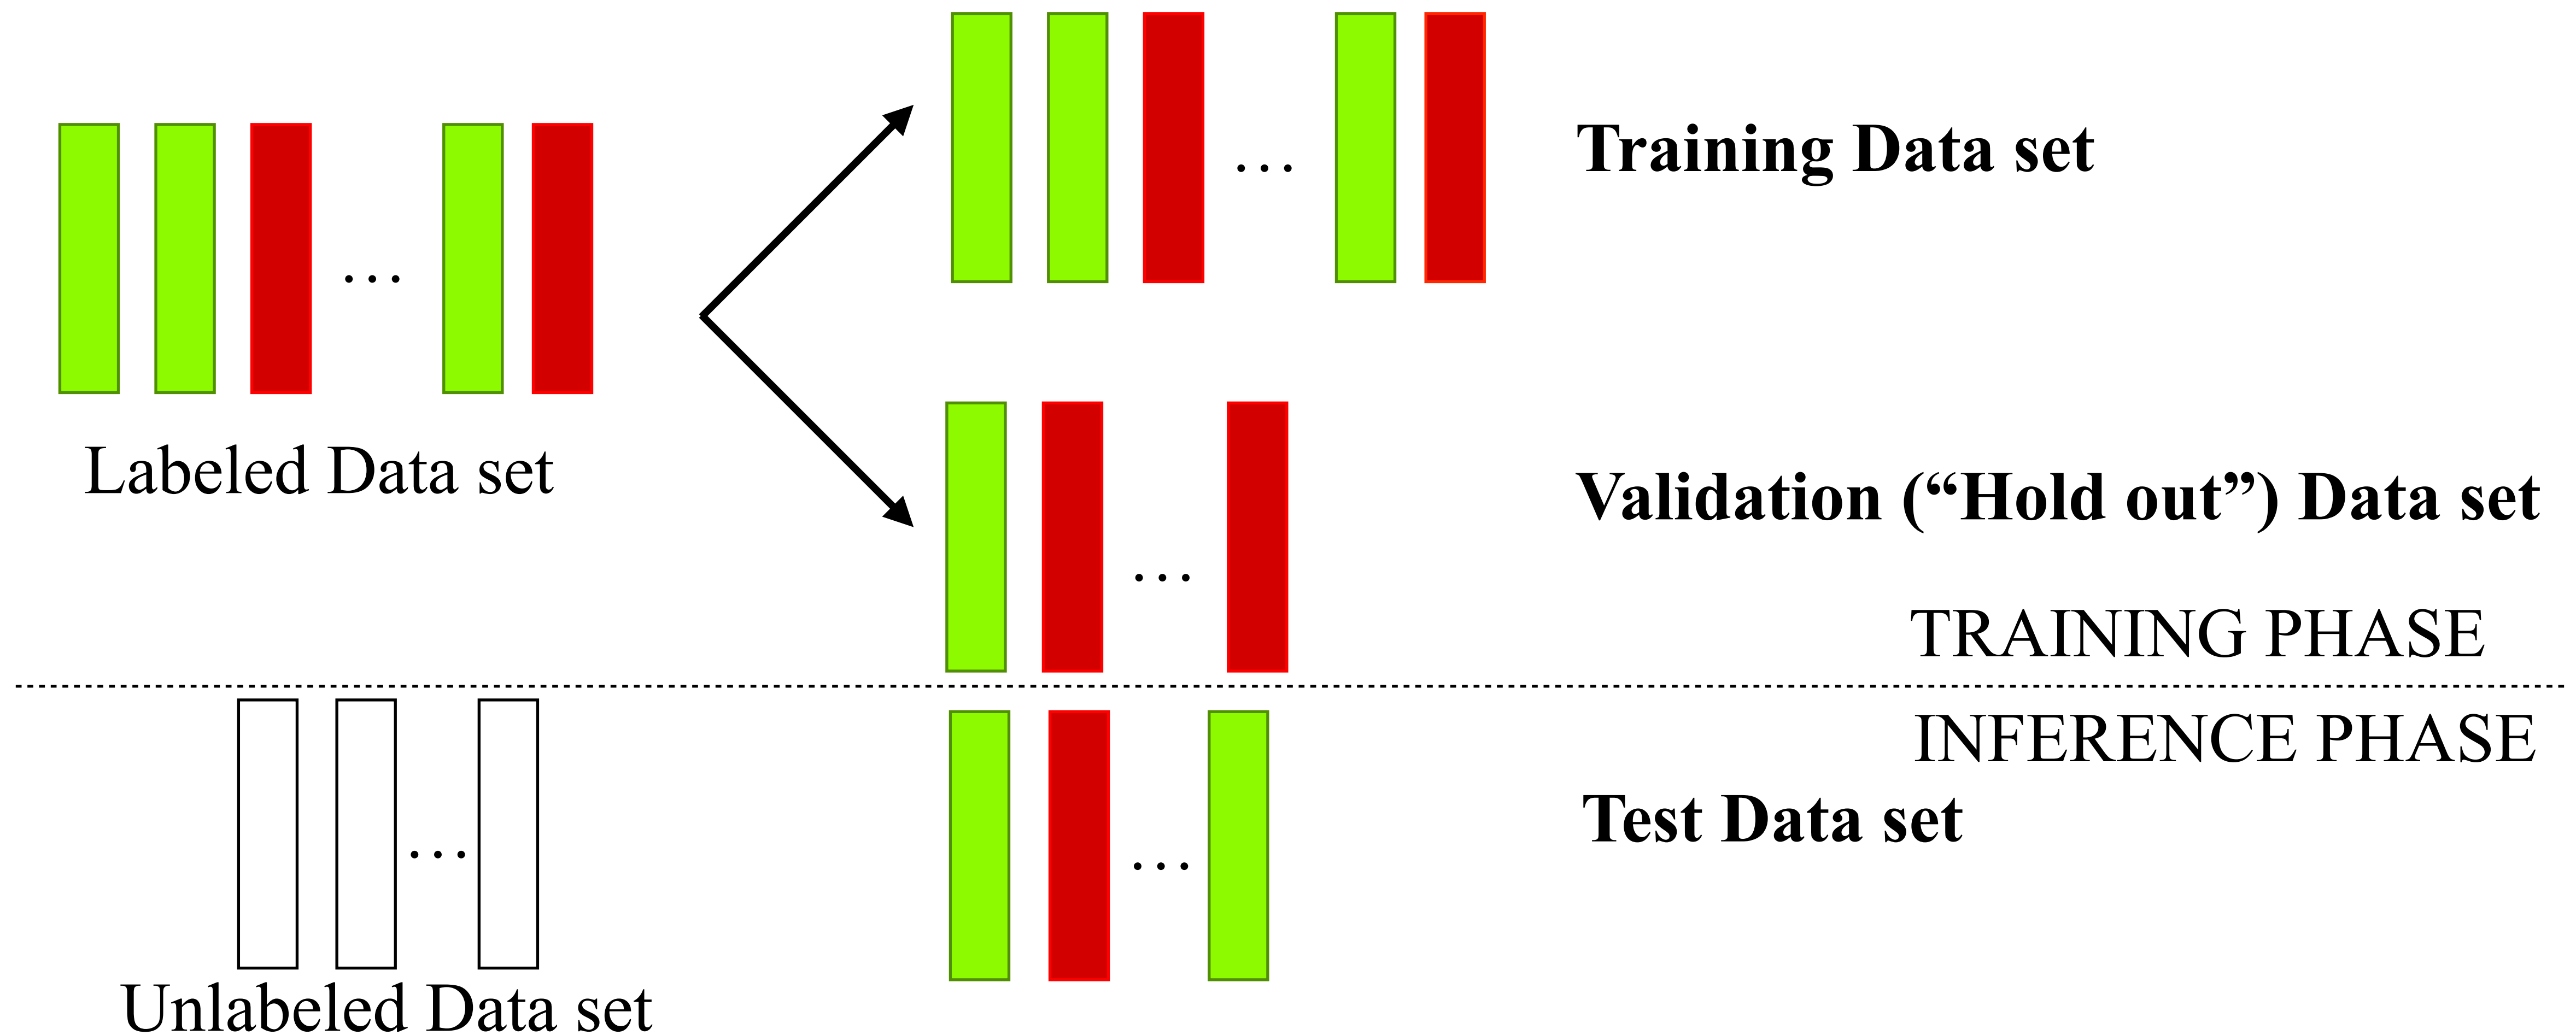 Training Data set
…
…
Labeled Data set
Validation (“Hold out”) Data set
…
TRAINING PHASE
INFERENCE PHASE
Test Data set
…
…
Unlabeled Data set